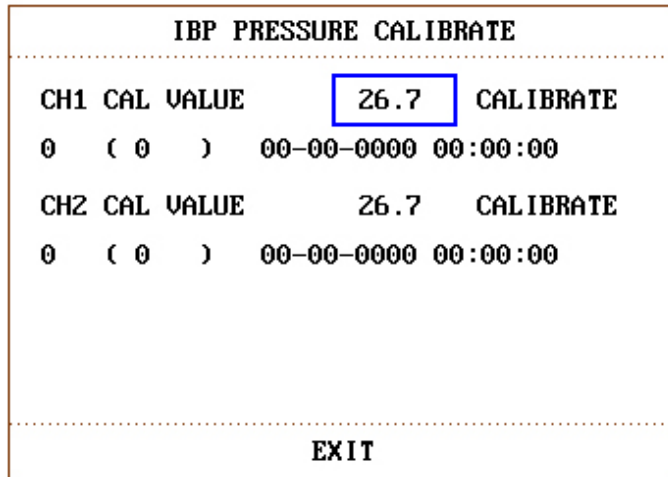 IBP PRESSURE CALIBRATE
CH1 CAL VALUE 26.7 CALIBRATE
0 ( 0 ) 00-00-0000 00:00:00
CH2 CAL VALUE 26.7 CALIBRATE
0 ( 0 ) 00-00-0000 00:00:00
EXIT